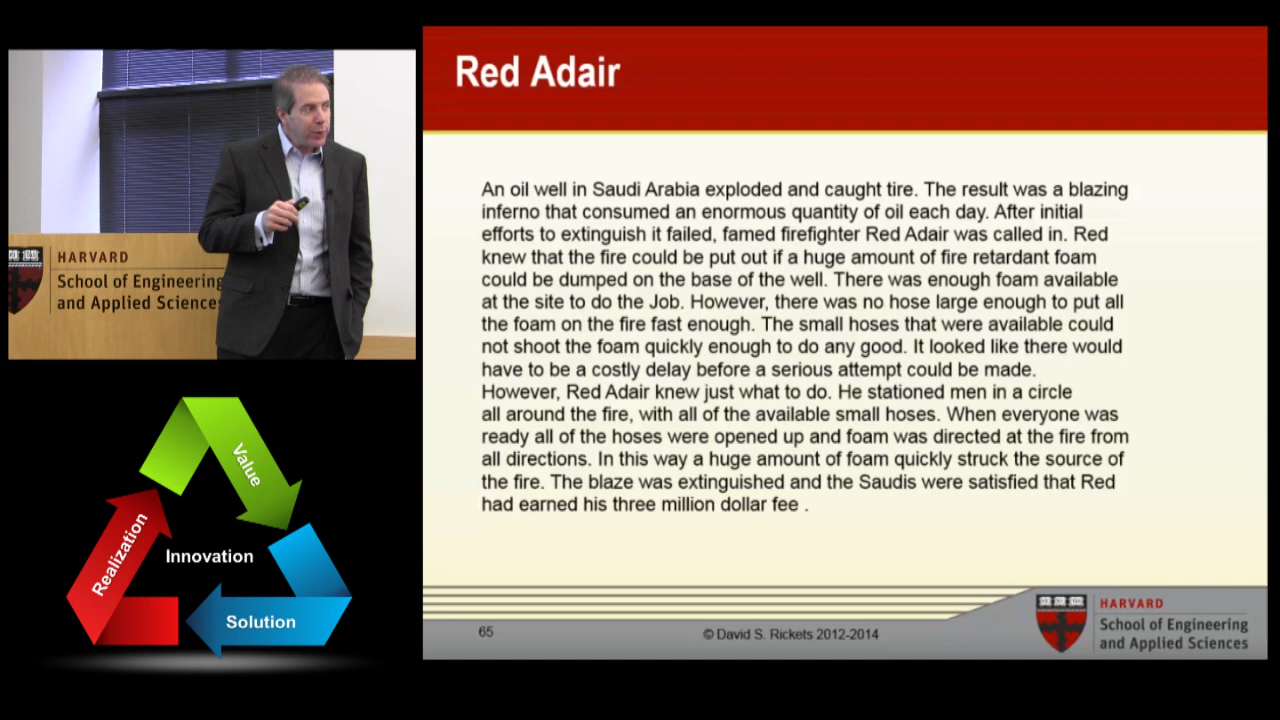 Red Adair
An oil well in Saudi Arabia exploded and caught tire. The result was a blazing
inferno that consumed an enormous quantity of oil each day. After initial
efforts to extinguish it failed, famed firefighter Red Adair was called in. Red
knew that the fire could be put out if a huge amount of fire retardant foam
could be dumped on the base of the well. There was enough foam available
at the site to do the Job. However, there was no hose large enough to put all
the foam on the fire fast enough. The small hoses that were available could
not shoot the foam quickly enough to do any good. It looked like there would
have to be a costly delay before a serious attempt could be made.
However, Red Adair knew just what to do. He stationed men in a circle
all around the fire, with all of the available small hoses. When everyone was
ready all of the hoses were opened up and foam was directed at the fire from
all directions. In this way a huge amount of foam quickly struck the source of
the fire. The blaze was extinguished and the Saudis were satisfied that Red
had earned his three million dollar fee .
65
© David S. Rickets 2012-2014
HARVARD
School of Engineering
and Applied Sciences
HARVARD
School of Engineering
and Applied Sciences
Value
Realization
Innovation
Solution